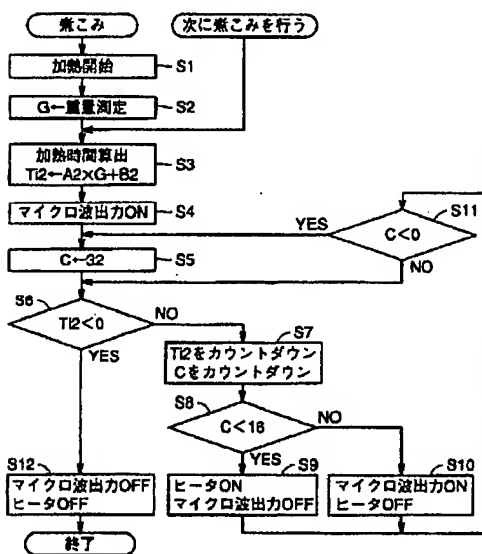 煮こみ
次に煮こみを行う
加熱開始
S1
G←重量測定
S2
加熱時間算出
Ti2←A2×G+B2
S3
マイクロ波出力ON
S4
S11
C<0
YES
NO
C←32
S5
S6
Ti2<0
NO
YES
S7
Ti2をカウントダウン
Cをカウントダウン
S8
C<16
NO
YES
S12
マイクロ波出力OFF
ヒータOFF
S9
ヒータON
マイクロ波出力OFF
S10
マイクロ波出力ON
ヒータOFF
終了